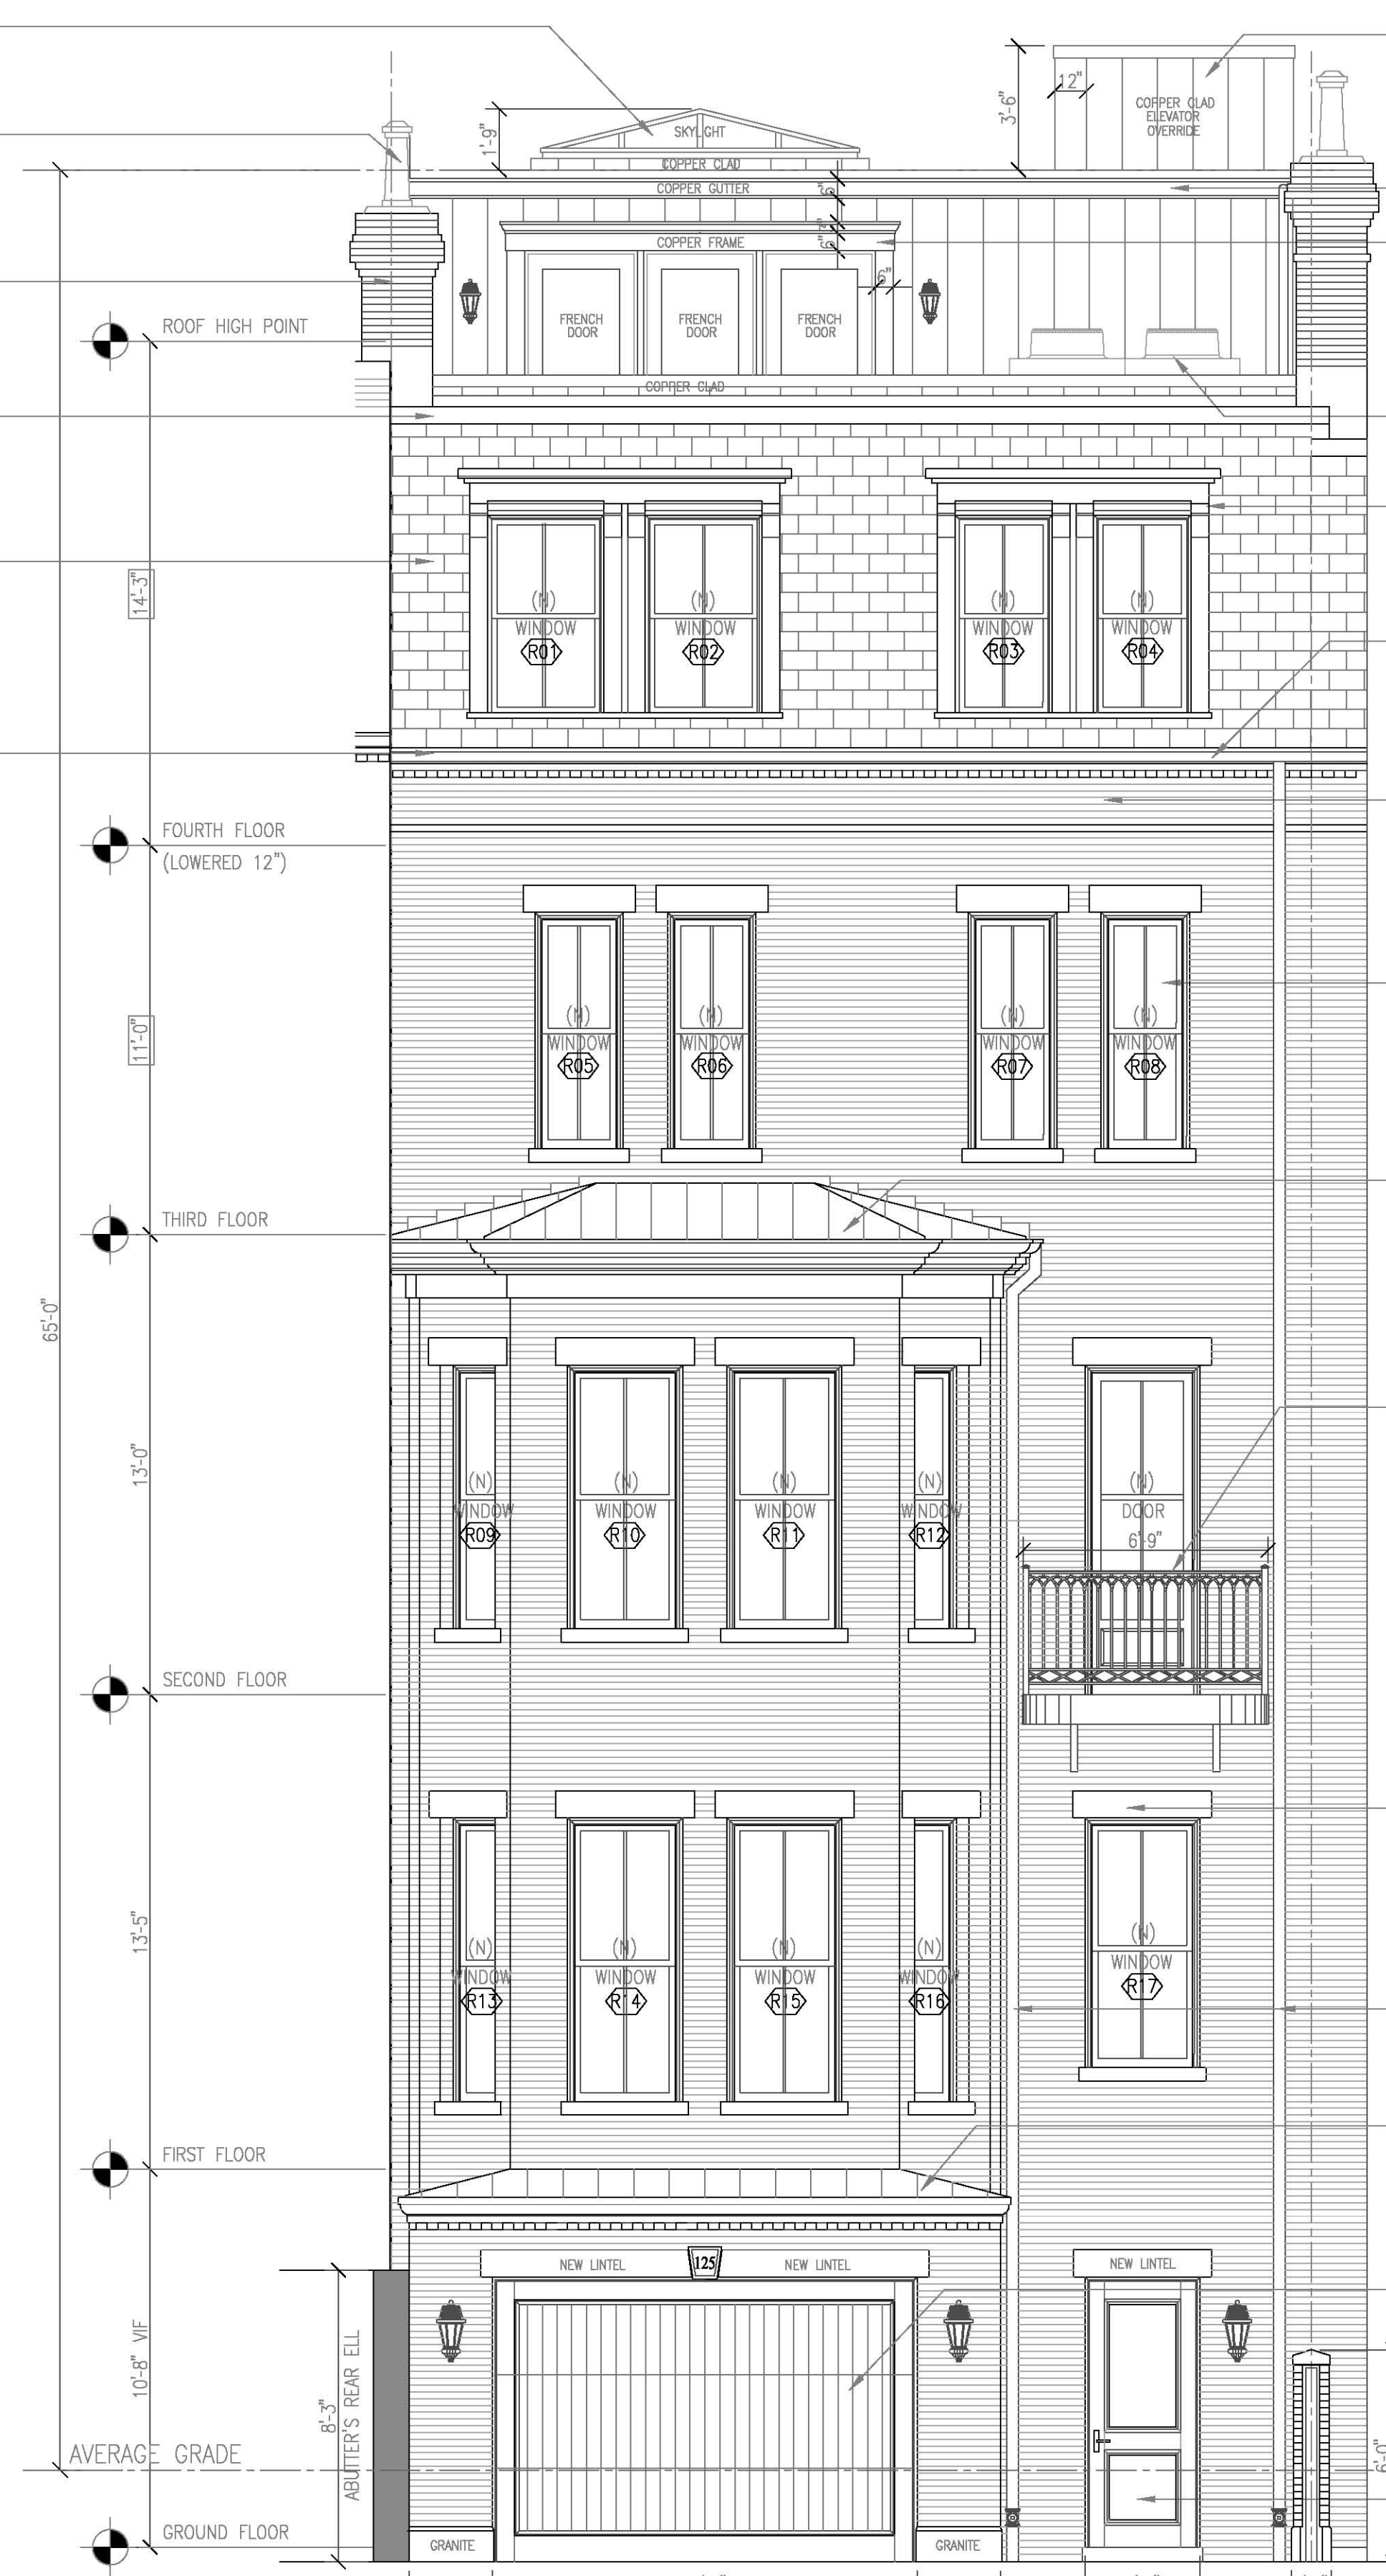 12"
3'-6"
COPPER CLAD
ELEVATOR
OVERRIDE
1'-9"
SKYLIGHT
COPPER CLAD
COPPER GUTTER
6"
COPPER FRAME
6"
6"
FRENCH
DOOR
FRENCH
DOOR
FRENCH
DOOR
ROOF HIGH POINT
COPPER CLAD
14'-3"
(N)
WINDOW
R01
(N)
WINDOW
R02
(N)
WINDOW
R03
(N)
WINDOW
R04
FOURTH FLOOR
(LOWERED 12")
11'-0"
(N)
WINDOW
R05
(N)
WINDOW
R06
(N)
WINDOW
R07
(N)
WINDOW
R08
THIRD FLOOR
65'-0"
13'-0"
(N)
WINDOW
R09
(N)
WINDOW
R10
(N)
WINDOW
R11
(N)
WINDOW
R12
(N)
DOOR
6'-9"
SECOND FLOOR
13'-5"
(N)
WINDOW
R13
(N)
WINDOW
R14
(N)
WINDOW
R15
(N)
WINDOW
R16
(N)
WINDOW
R17
FIRST FLOOR
NEW LINTEL
125
NEW LINTEL
NEW LINTEL
10'-8" VIF
8'-3"
ABUTTER'S REAR ELL
AVERAGE GRADE
6'-0"
GROUND FLOOR
GRANITE
GRANITE